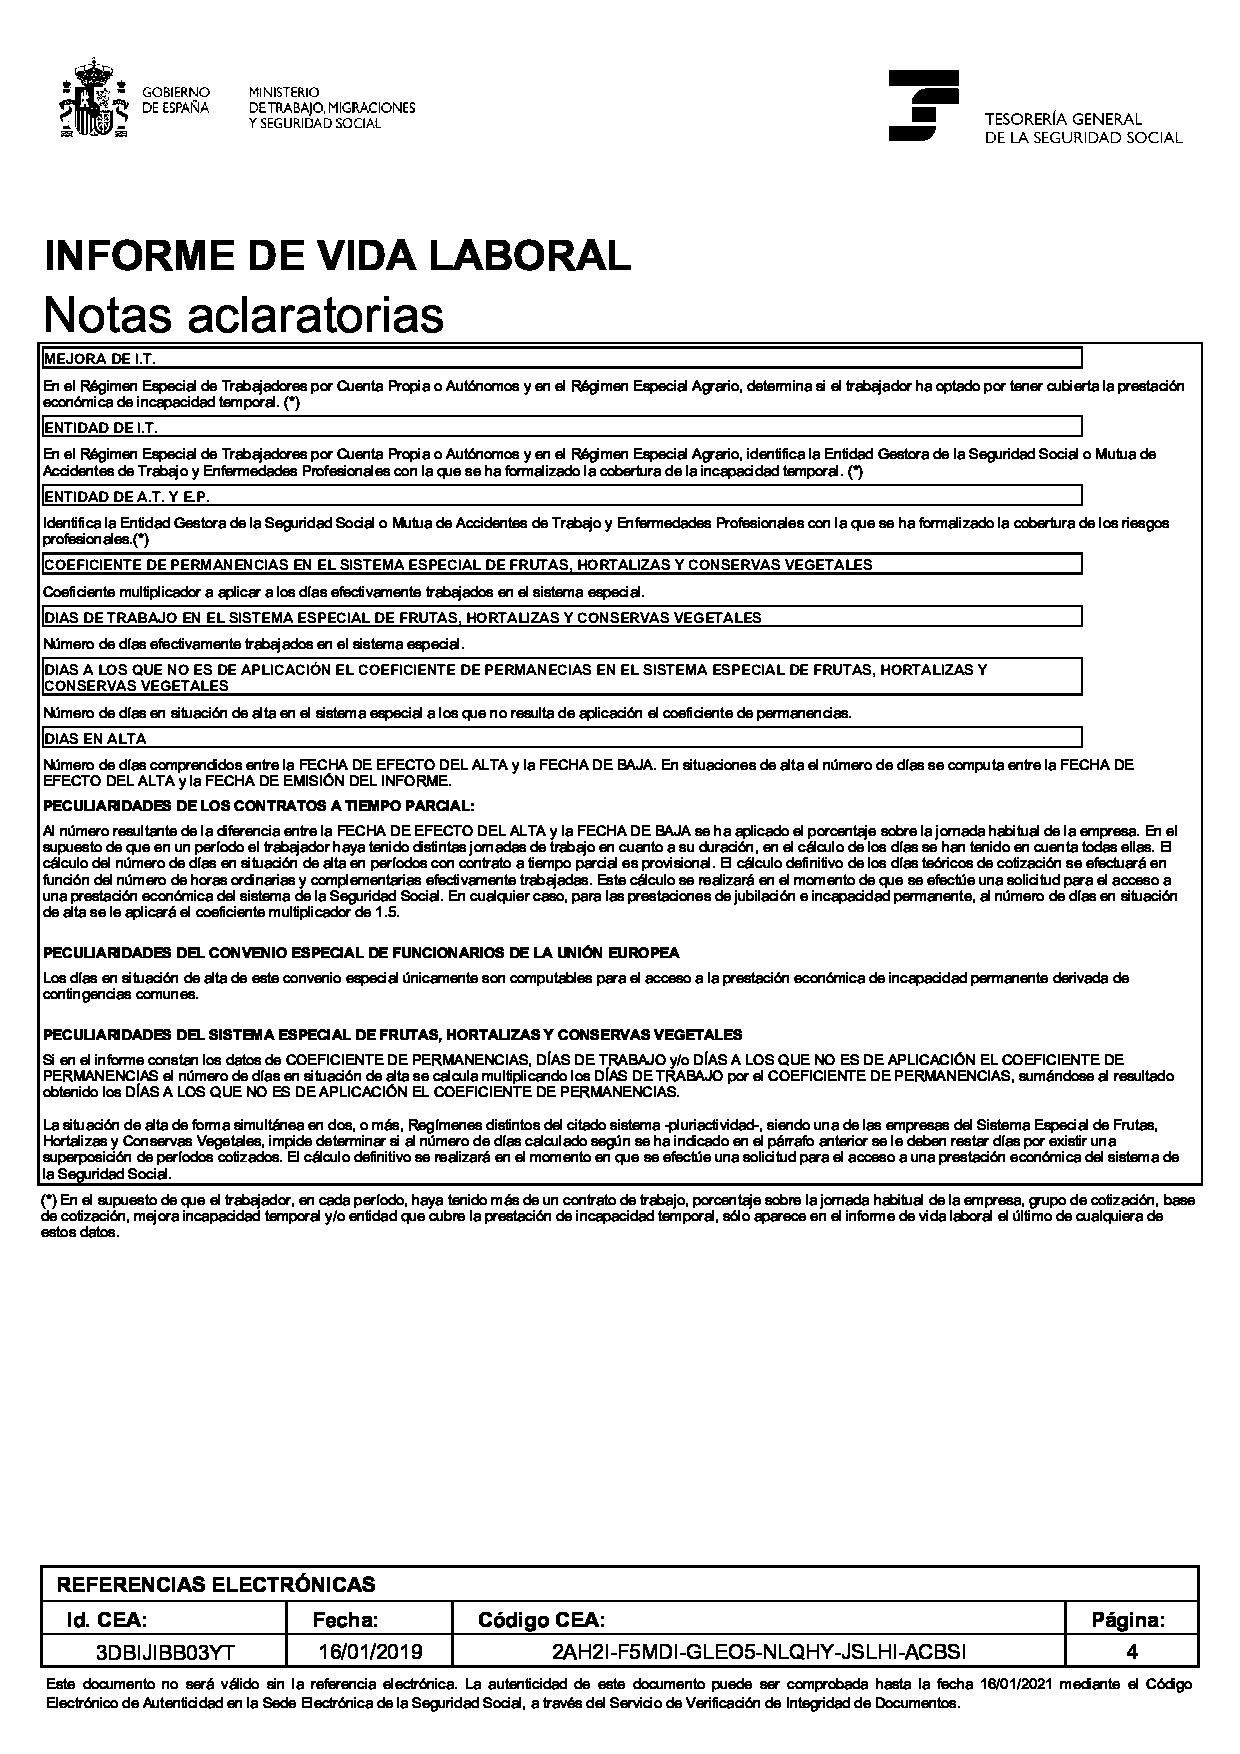 GOBIERNO
DE ESPAÑA
MINISTERIO
DE TRABAJO, MIGRACIONES
Y SEGURIDAD SOCIAL
TESORERÍA GENERAL
DE LA SEGURIDAD SOCIAL
INFORME DE VIDA LABORAL
Notas aclaratorias
MEJORA DE I.T.
En el Régimen Especial de Trabajadores por Cuenta Propia o Autónomos y en el Régimen Especial Agrario, determina si el trabajador ha optado por tener cubierta la prestación
económica de incapacidad temporal. (*)
ENTIDAD DE I.T.
En el Régimen Especial de Trabajadores por Cuenta Propia o Autónomos y en el Régimen Especial Agrario, identifica la Entidad Gestora de la Seguridad Social o Mutua de
Accidentes de Trabajo y Enfermedades Profesionales con la que se ha formalizado la cobertura de la incapacidad temporal. (*)
ENTIDAD DE A.T. Y E.P.
Identifica la Entidad Gestora de la Seguridad Social o Mutua de Accidentes de Trabajo y Enfermedades Profesionales con la que se ha formalizado la cobertura de los riesgos
profesionales.(*)
COEFICIENTE DE PERMANENCIAS EN EL SISTEMA ESPECIAL DE FRUTAS, HORTALIZAS Y CONSERVAS VEGETALES
Coeficiente multiplicador a aplicar a los días efectivamente trabajados en el sistema especial.
DIAS DE TRABAJO EN EL SISTEMA ESPECIAL DE FRUTAS, HORTALIZAS Y CONSERVAS VEGETALES
Número de días efectivamente trabajados en el sistema especial.
DIAS A LOS QUE NO ES DE APLICACIÓN EL COEFICIENTE DE PERMANECIAS EN EL SISTEMA ESPECIAL DE FRUTAS, HORTALIZAS Y
CONSERVAS VEGETALES
Número de días en situación de alta en el sistema especial a los que no resulta de aplicación el coeficiente de permanencias.
DIAS EN ALTA
Número de días comprendidos entre la FECHA DE EFECTO DEL ALTA y la FECHA DE BAJA. En situaciones de alta el número de días se computa entre la FECHA DE
EFECTO DEL ALTA y la FECHA DE EMISIÓN DEL INFORME.
PECULIARIDADES DE LOS CONTRATOS A TIEMPO PARCIAL:
Al número resultante de la diferencia entre la FECHA DE EFECTO DEL ALTA y la FECHA DE BAJA se ha aplicado el porcentaje sobre la jornada habitual de la empresa. En el
supuesto de que en un período el trabajador haya tenido distintas jornadas de trabajo en cuanto a su duración, en el cálculo de los días se han tenido en cuenta todas ellas. El
cálculo del número de días en situación de alta en períodos con contrato a tiempo parcial es provisional. El cálculo definitivo de los días teóricos de cotización se efectuará en
función del número de horas ordinarias y complementarias efectivamente trabajadas. Este cálculo se realizará en el momento de que se efectúe una solicitud para el acceso a
una prestación económica del sistema de la Seguridad Social. En cualquier caso, para las prestaciones de jubilación e incapacidad permanente, al número de días en situación
de alta se le aplicará el coeficiente multiplicador de 1.5.
PECULIARIDADES DEL CONVENIO ESPECIAL DE FUNCIONARIOS DE LA UNIÓN EUROPEA
Los días en situación de alta de este convenio especial únicamente son computables para el acceso a la prestación económica de incapacidad permanente derivada de
contingencias comunes.
PECULIARIDADES DEL SISTEMA ESPECIAL DE FRUTAS, HORTALIZAS Y CONSERVAS VEGETALES
Si en el informe constan los datos de COEFICIENTE DE PERMANENCIAS, DÍAS DE TRABAJO y/o DÍAS A LOS QUE NO ES DE APLICACIÓN EL COEFICIENTE DE
PERMANENCIAS el número de días en situación de alta se calcula multiplicando los DÍAS DE TRABAJO por el COEFICIENTE DE PERMANENCIAS, sumándose al resultado
obtenido los DÍAS A LOS QUE NO ES DE APLICACIÓN EL COEFICIENTE DE PERMANENCIAS.
La situación de alta de forma simultánea en dos, o más, Regímenes distintos del citado sistema -pluriactividad-, siendo una de las empresas del Sistema Especial de Frutas,
Hortalizas y Conservas Vegetales, impide determinar si al número de días calculado según se ha indicado en el párrafo anterior se le deben restar días por existir una
superposición de períodos cotizados. El cálculo definitivo se realizará en el momento en que se efectúe una solicitud para el acceso a una prestación económica del sistema de
la Seguridad Social.
(*) En el supuesto de que el trabajador, en cada período, haya tenido más de un contrato de trabajo, porcentaje sobre la jornada habitual de la empresa, grupo de cotización, base
de cotización, mejora incapacidad temporal y/o entidad que cubre la prestación de incapacidad temporal, sólo aparece en el informe de vida laboral el último de cualquiera de
estos datos.
REFERENCIAS ELECTRÓNICAS
Id. CEA: Fecha: Código CEA: Página:
3DBIJIBB03YT 16/01/2019 2AH2I-F5MDI-GLEO5-NLQHY-JSLHI-ACBSI 4
Este documento no será válido sin la referencia electrónica. La autenticidad de este documento puede ser comprobada hasta la fecha 16/01/2021 mediante el Código
Electrónico de Autenticidad en la Sede Electrónica de la Seguridad Social, a través del Servicio de Verificación de Integridad de Documentos.